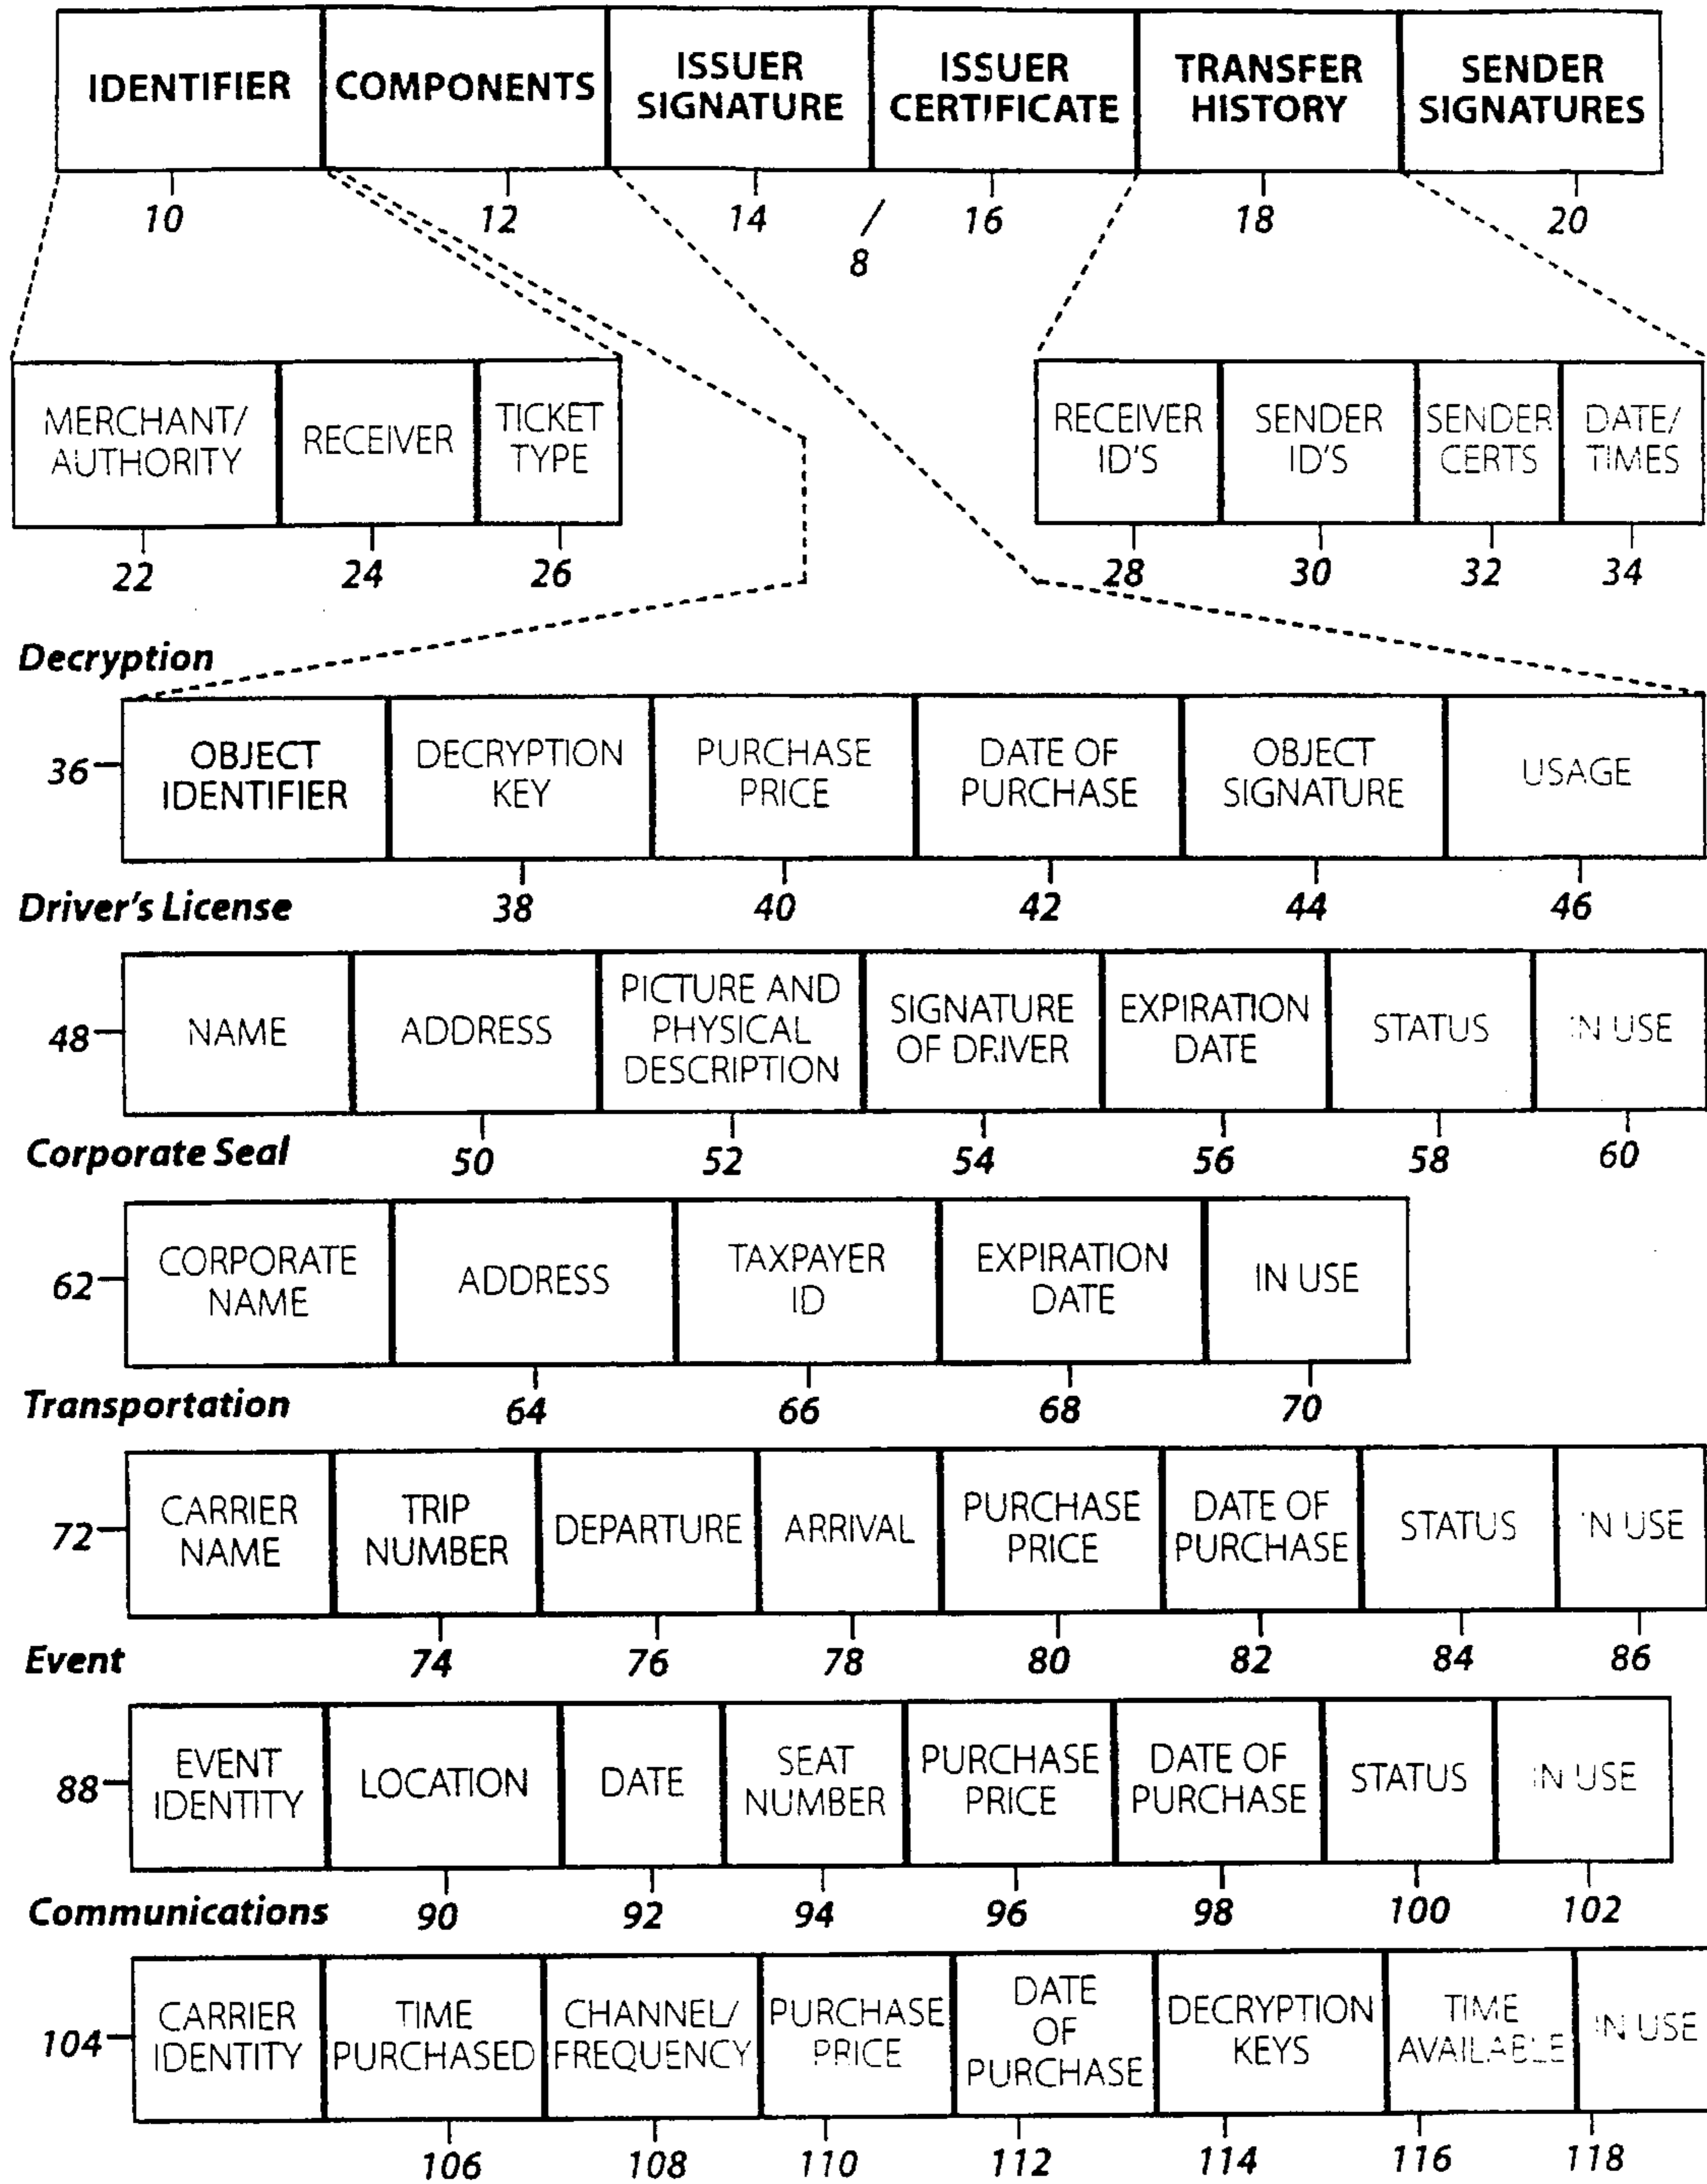 IDENTIFIER
COMPONENTS
ISSUER
SIGNATURE
ISSUER
CERTIFICATE
TRANSFER
HISTORY
SENDER
SIGNATURES
10
12
14
8
16
18
20
MERCHANT/
AUTHORITY
RECEIVER
TICKET
TYPE
RECEIVER
ID'S
SENDER
ID'S
SENDER
CERTS
DATE/
TIMES
22
24
26
28
30
32
34
Decryption
36
OBJECT
IDENTIFIER
DECRYPTION
KEY
PURCHASE
PRICE
DATE OF
PURCHASE
OBJECT
SIGNATURE
USAGE
38
40
42
44
46
Driver's License
48
NAME
ADDRESS
PICTURE AND
PHYSICAL
DESCRIPTION
SIGNATURE
OF DRIVER
EXPIRATION
DATE
STATUS
IN USE
50
52
54
56
58
60
Corporate Seal
62
CORPORATE
NAME
ADDRESS
TAXPAYER
ID
EXPIRATION
DATE
IN USE
64
66
68
70
Transportation
72
CARRIER
NAME
TRIP
NUMBER
DEPARTURE
ARRIVAL
PURCHASE
PRICE
DATE OF
PURCHASE
STATUS
IN USE
74
76
78
80
82
84
86
Event
88
EVENT
IDENTITY
LOCATION
DATE
SEAT
NUMBER
PURCHASE
PRICE
DATE OF
PURCHASE
STATUS
IN USE
90
92
94
96
98
100
102
Communications
104
CARRIER
IDENTITY
TIME
PURCHASED
CHANNEL/
FREQUENCY
PURCHASE
PRICE
DATE
OF
PURCHASE
DECRYPTION
KEYS
TIME
AVAILABLE
IN USE
106
108
110
112
114
116
118